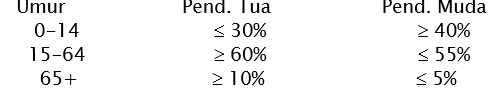 Umur Pend. Tua Pend. Muda
0-14 ≤ 30% ≥ 40%
15-64 ≥ 60% ≤ 55%
65+ ≥ 10% ≤ 5%